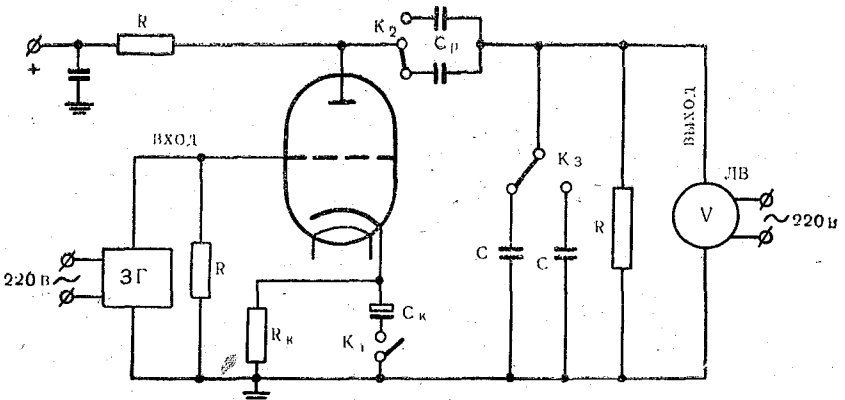 R
K₂
Cр
+
ВХОД
ВЫХОД
K₃
ЛВ
V
~220 В
R
C
C
220 В ~
ЗГ
R
Rк
Cк
K₁